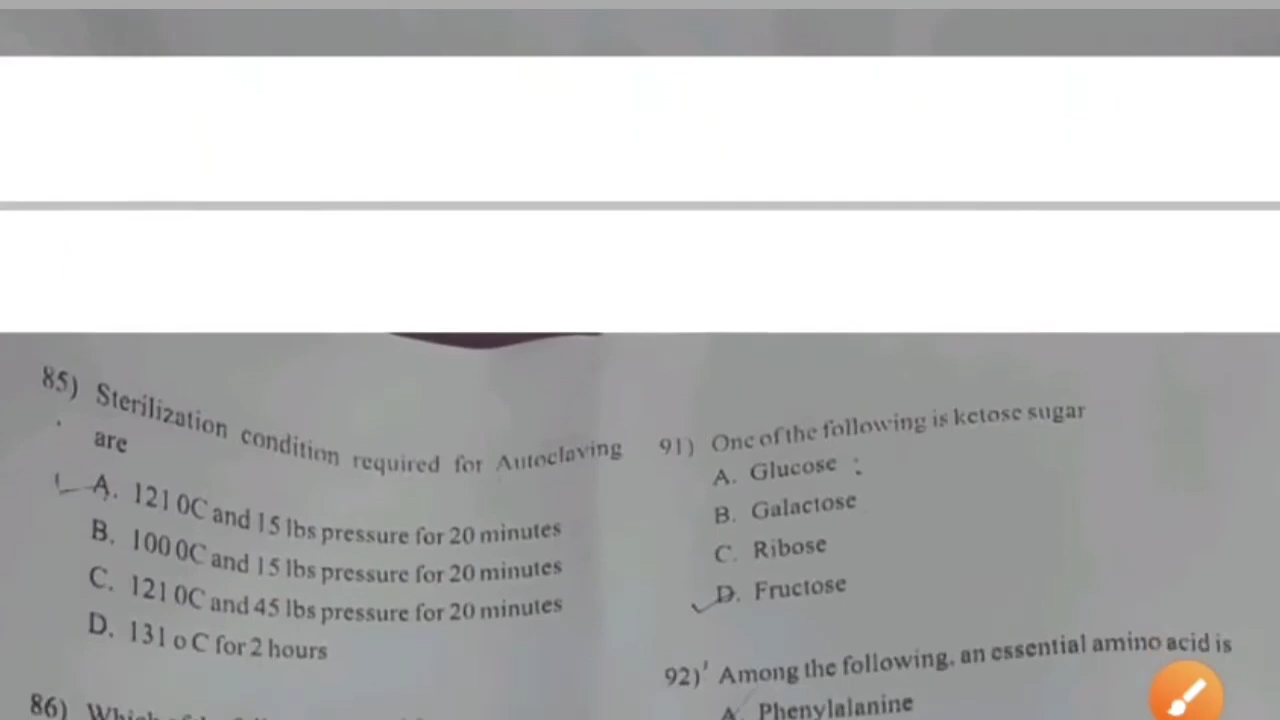 85) Sterilization condition required for Autoclaving
are
A. 121 0C and 15 lbs pressure for 20 minutes
B. 100 0C and 15 lbs pressure for 20 minutes
C. 121 0C and 45 lbs pressure for 20 minutes
D. 131 o C for 2 hours
86) Which
91) One of the following is ketose sugar
A. Glucose
B. Galactose
C. Ribose
D. Fructose
92) Among the following, an essential amino acid is
A. Phenylalanine